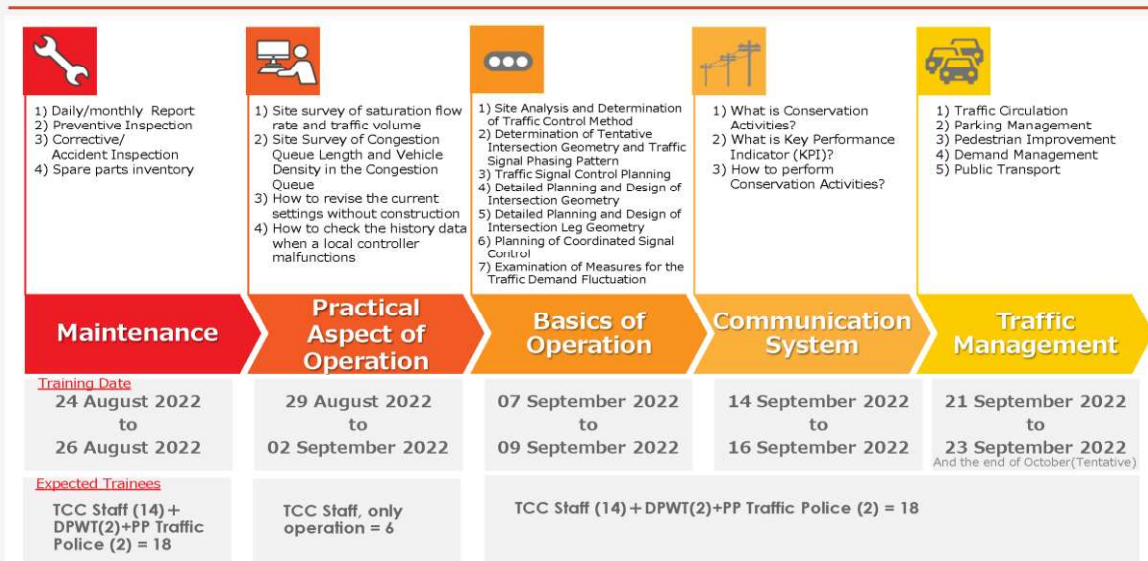 1) Daily/monthly Report
2) Preventive Inspection
3) Corrective/
Accident Inspection
4) Spare parts inventory
1) Site survey of saturation flow
rate and traffic volume
2) Site Survey of Congestion
Queue Length and Vehicle
Density in the Congestion
Queue
3) How to revise the current
settings without construction
4) How to check the history data
when a local controller
malfunctions
1) Site Analysis and Determination
of Traffic Control Method
2) Determination of Tentative
Intersection Geometry and Traffic
Signal Phasing Pattern
3) Traffic Signal Control Planning
4) Detailed Planning and Design of
Intersection Geometry
5) Detailed Planning and Design of
Intersection Leg Geometry
6) Planning of Coordinated Signal
Control
7) Examination of Measures for the
Traffic Demand Fluctuation
1) What is Conservation
Activities?
2) What is Key Performance
Indicator (KPI)?
3) How to perform
Conservation Activities?
1) Traffic Circulation
2) Parking Management
3) Pedestrian Improvement
4) Demand Management
5) Public Transport
Maintenance
Practical
Aspect of
Operation
Basics of
Operation
Communication
System
Traffic
Management
Training Date
24 August 2022
to
26 August 2022
29 August 2022
to
02 September 2022
07 September 2022
to
09 September 2022
14 September 2022
to
16 September 2022
21 September 2022
to
23 September 2022
And the end of October(Tentative)
Expected Trainees
TCC Staff (14)+
DPWT(2)+PP Traffic
Police (2) = 18
TCC Staff, only
operation = 6
TCC Staff (14)+DPWT(2)+PP Traffic Police (2) = 18